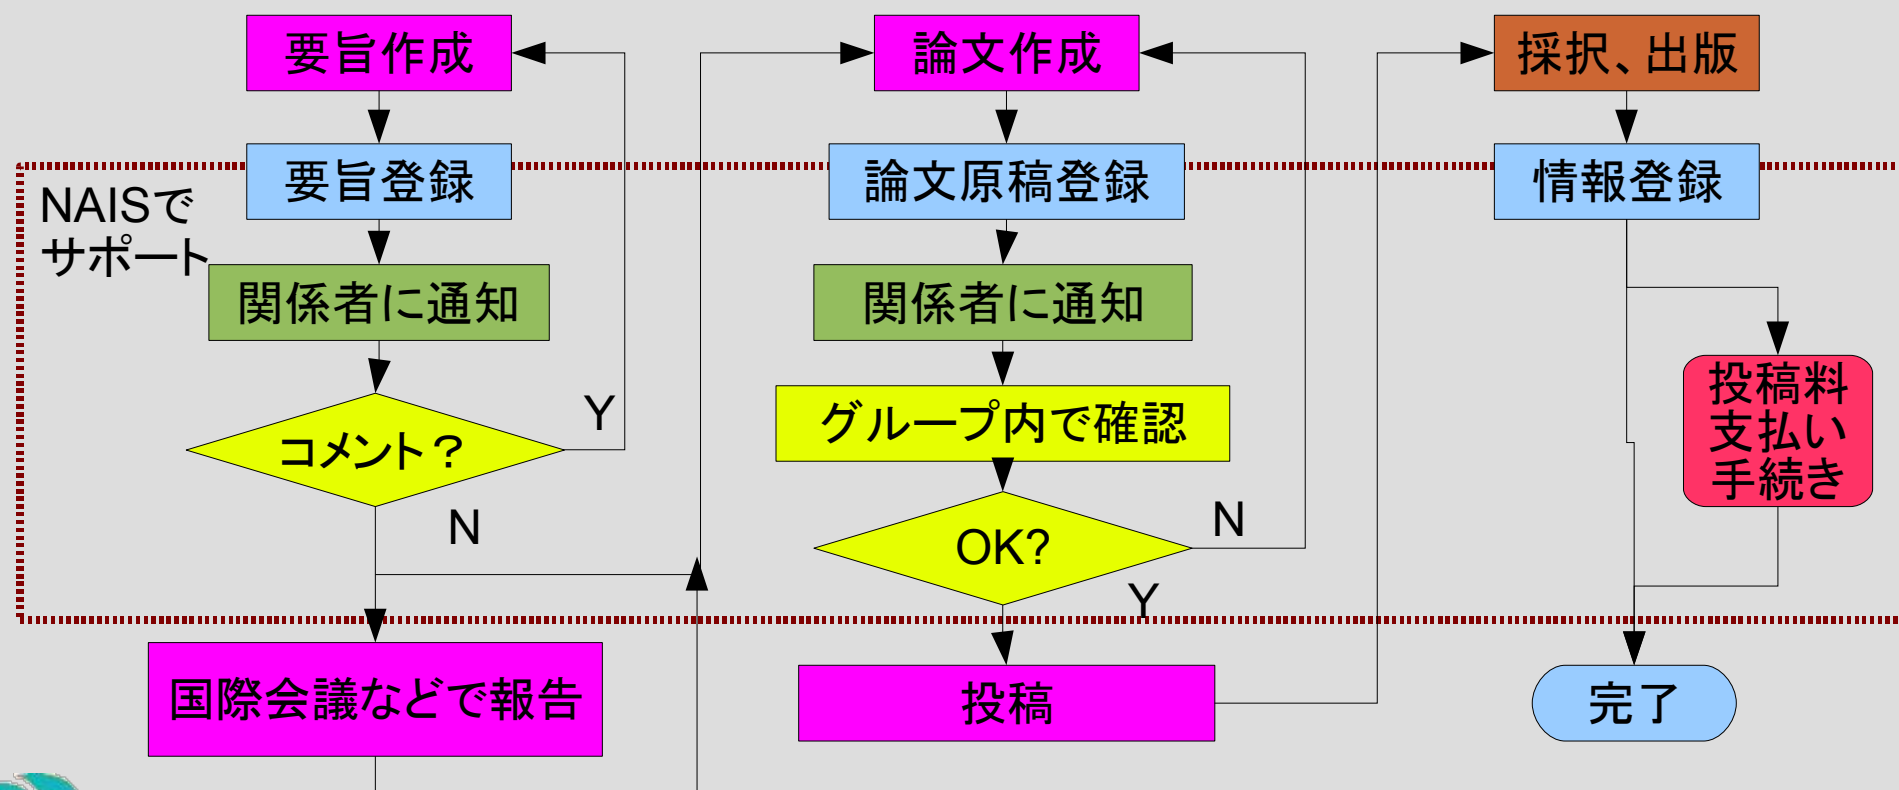 要旨作成
要旨登録
NAISで
サポート
関係者に通知
コメント？
Y
N
国際会議などで報告
論文作成
論文原稿登録
関係者に通知
グループ内で確認
OK?
N
Y
投稿
採択、出版
情報登録
投稿料
支払い
手続き
完了